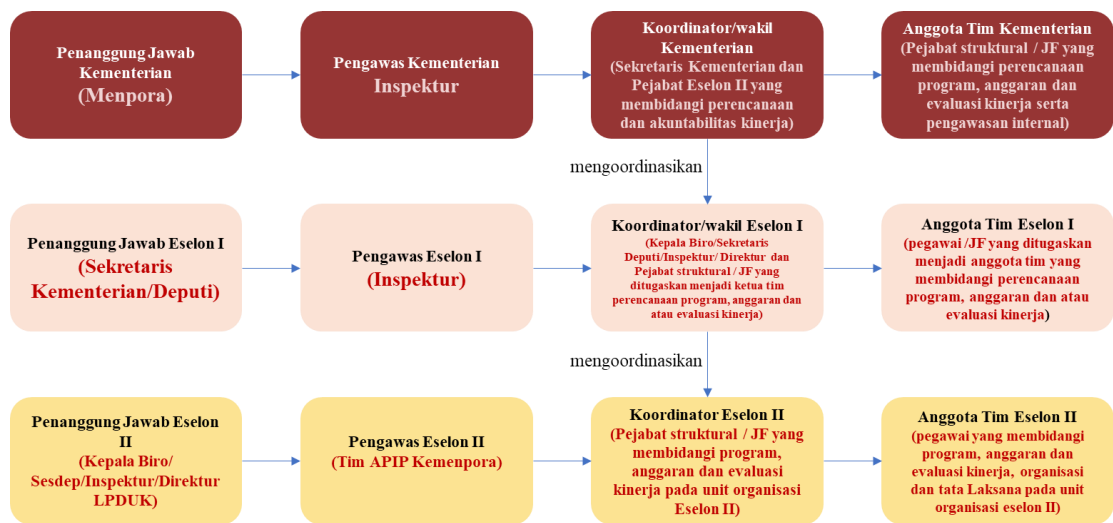 Penanggung Jawab
Kementerian
(Menpora)
Pengawas Kementerian
Inspektur
Koordinator/wakil
Kementerian
(Sekretaris Kementerian dan
Pejabat Eselon II yang
membidangi perencanaan
dan akuntabilitas kinerja)
Anggota Tim Kementerian
(Pejabat struktural / JF yang
membidangi perencanaan
program, anggaran dan
evaluasi kinerja serta
pengawasan internal)
mengoordinasikan
Penanggung Jawab Eselon I
(Sekretaris
Kementerian/Deputi)
Pengawas Eselon I
(Inspektur)
Koordinator/wakil Eselon I
(Kepala Biro/Sekretaris
Deputi/Inspektur/ Direktur dan
Pejabat struktural / JF yang
ditugaskan menjadi ketua tim
perencanaan program, anggaran dan
atau evaluasi kinerja)
Anggota Tim Eselon I
(pegawai /JF yang ditugaskan
menjadi anggota tim yang
membidangi perencanaan
program, anggaran dan atau
evaluasi kinerja)
mengoordinasikan
Penanggung Jawab Eselon
II
(Kepala Biro/
Sesdep/Inspektur/Direktur
LPDUK)
Pengawas Eselon II
(Tim APIP Kemenpora)
Koordinator Eselon II
(Pejabat struktural / JF yang
membidangi program,
anggaran dan evaluasi
kinerja pada unit organisasi
Eselon II)
Anggota Tim Eselon II
(pegawai yang membidangi
program, anggaran dan
evaluasi kinerja, organisasi
dan tata Laksana pada unit
organisasi eselon II)